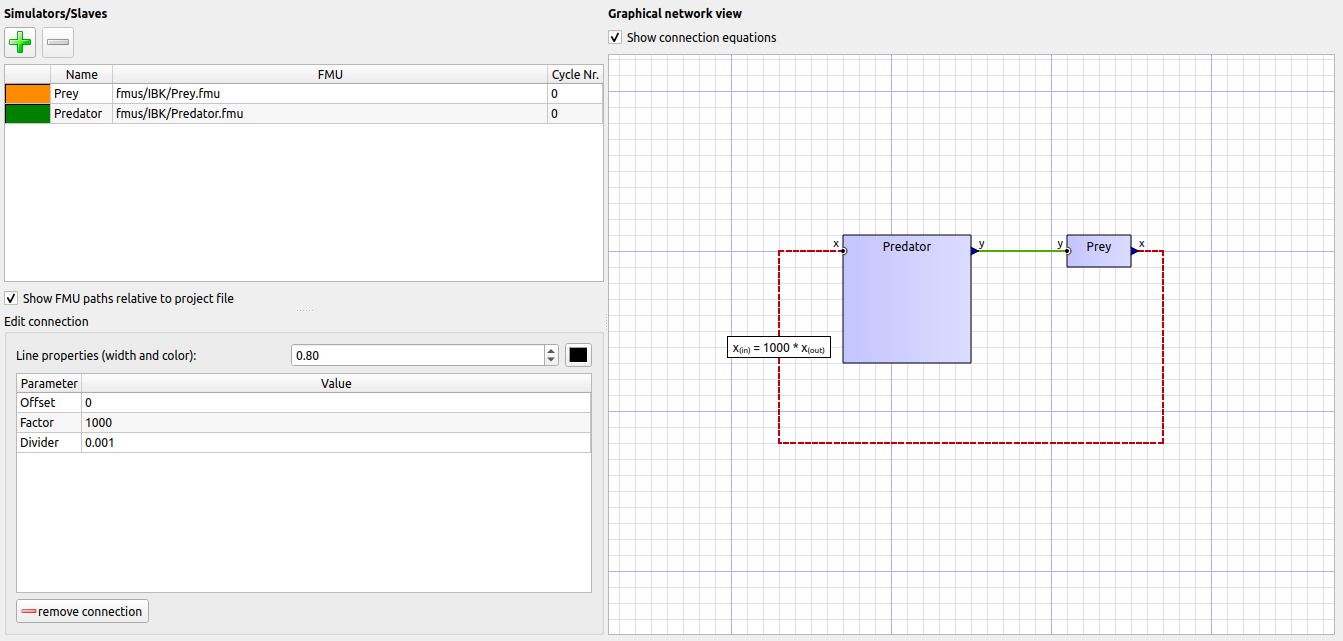 Simulators/Slaves
Name FMU Cycle Nr.
Prey fmus/IBK/Prey.fmu 0
Predator fmus/IBK/Predator.fmu 0
Show FMU paths relative to project file
Edit connection
Line properties (width and color): 0.80
Parameter Value
Offset 0
Factor 1000
Divider 0.001
remove connection
Graphical network view
Show connection equations
x Predator y y Prey x
x(in) = 1000 * x(out)